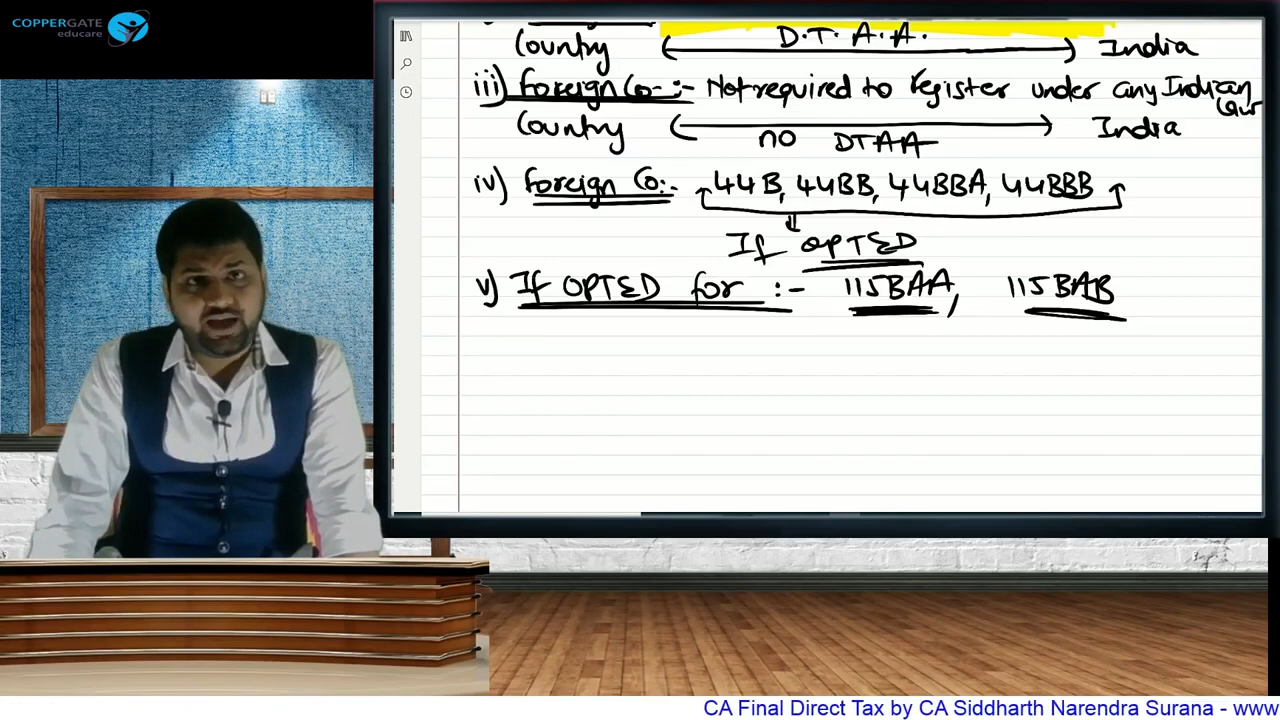 COPPERGATE
educare
D.T.A.A.
Country India
iii) Foreign Co :- Not required to register under any Indian Law
Country India
no DTAA
iv) Foreign Co:- 44B, 44BB, 44BBA, 44BBB
If OPTED
v) If OPTED for :- 115BAA, 115BAB
CA Final Direct Tax by CA Siddharth Narendra Surana - www